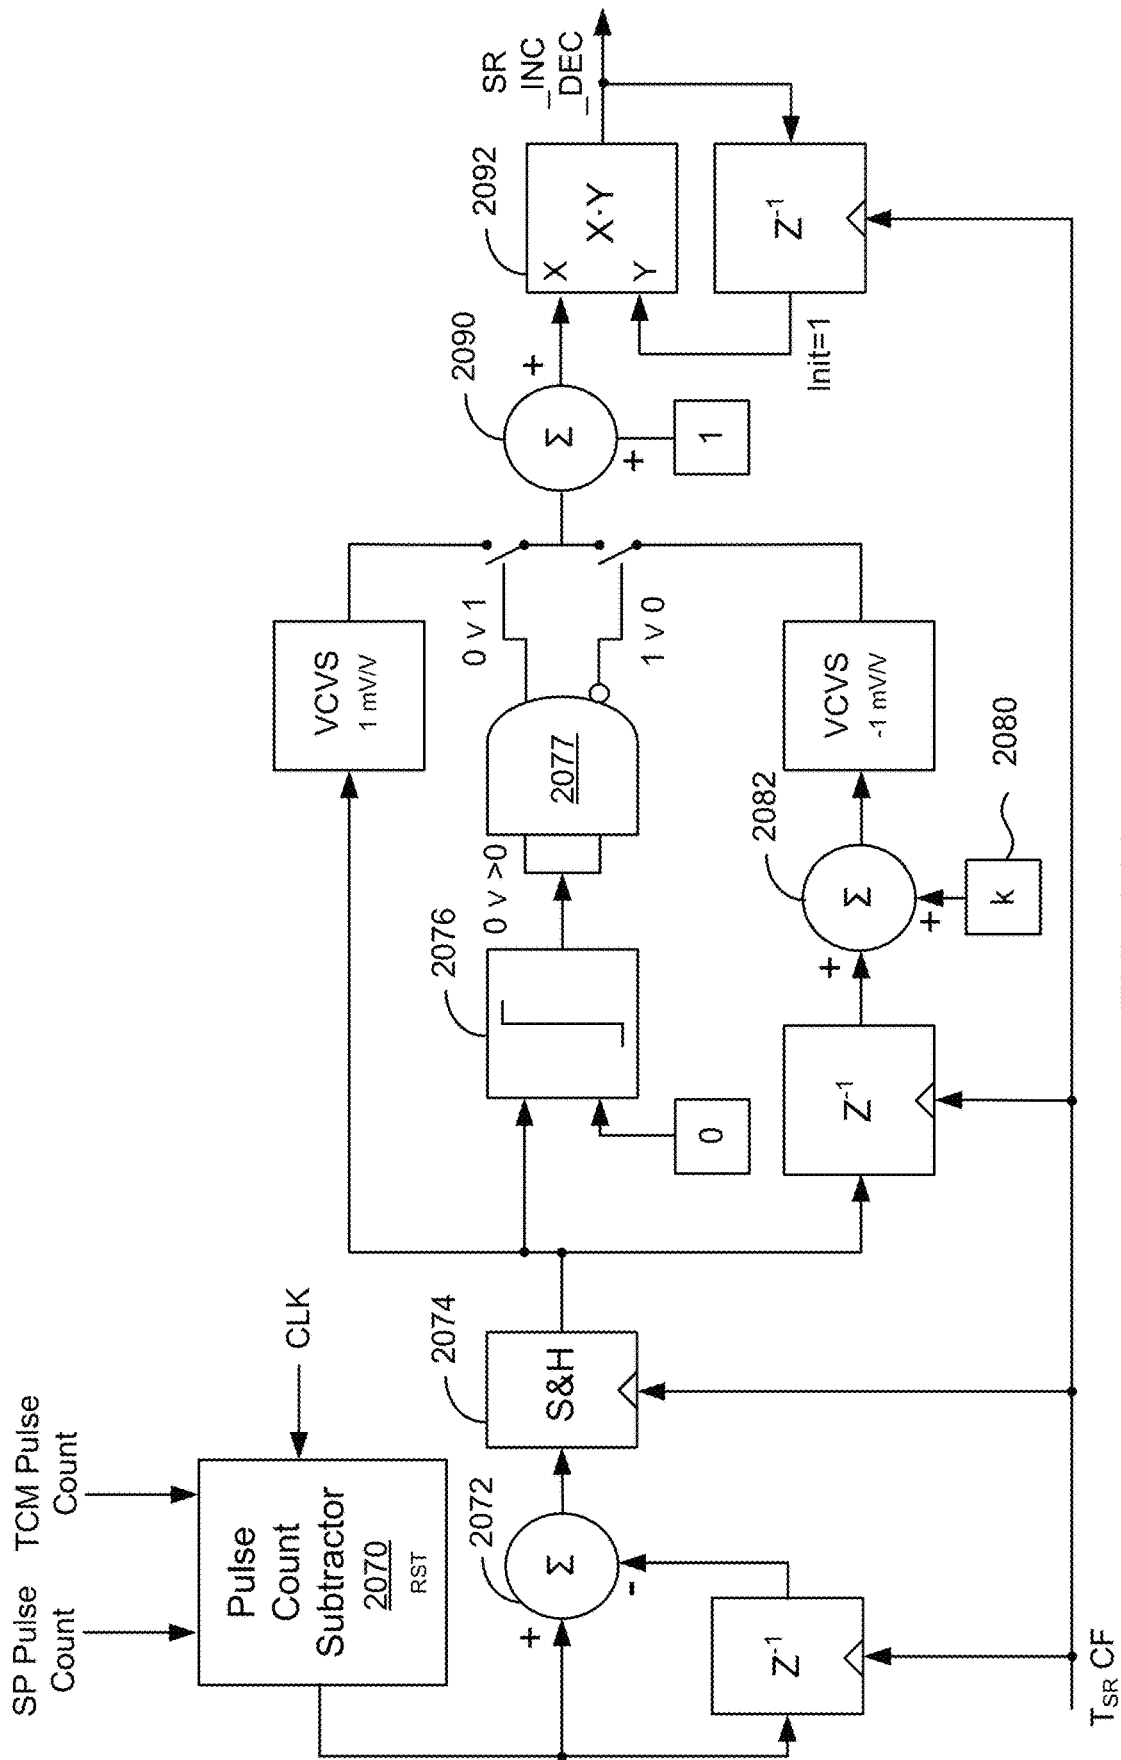 SP Pulse
Count
TCM Pulse
Count
CLK
Pulse
Count
Subtractor
2070
RST
+
-
Σ
2072
Z⁻¹
S&H
2074
T_SR CF
0
2076
0 v >0
2077
0 v 1
1 v 0
VCVS
1 mV/V
Z⁻¹
+
+
Σ
2082
k
2080
VCVS
-1 mV/V
Σ
2090
+
+
1
X
Y
X·Y
2092
Z⁻¹
Init=1
SR
_INC
_DEC